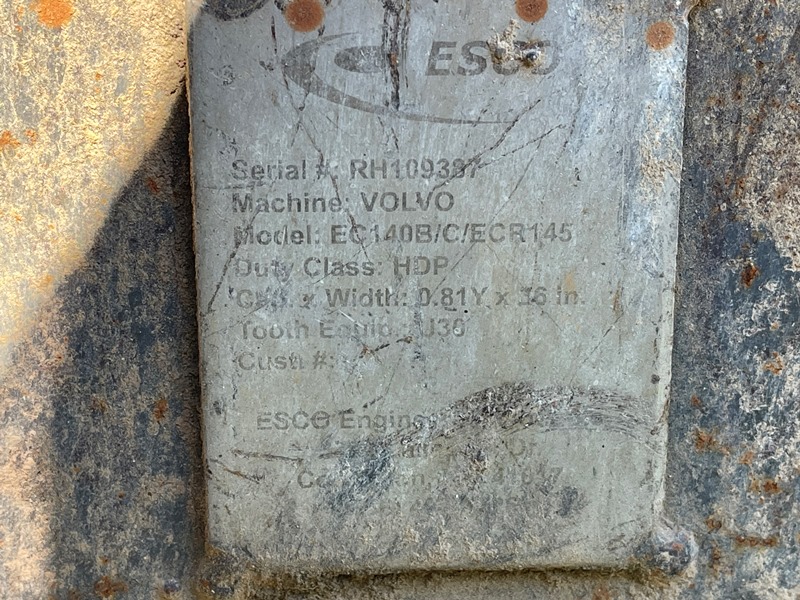 ESCO
Serial #: RH109387
Machine: VOLVO
Model: EC140B/C/ECR145
Duty Class: HDP
Cap. x Width: 0.81Y x 36 in.
Tooth Equip.: U30
Cust. #:
ESCO
Dr.